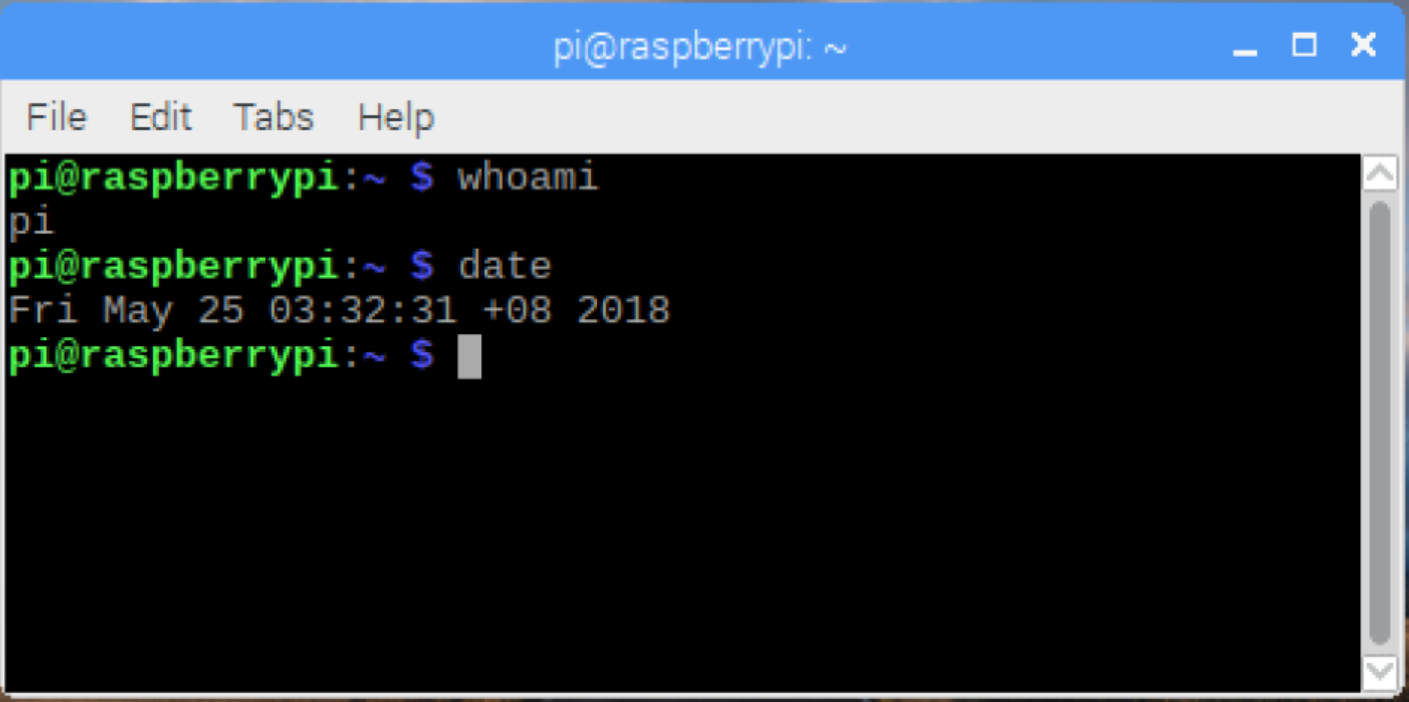 pi@raspberrypi: ~
File Edit Tabs Help
pi@raspberrypi:~ $ whoami
pi
pi@raspberrypi:~ $ date
Fri May 25 03:32:31 +08 2018
pi@raspberrypi:~ $